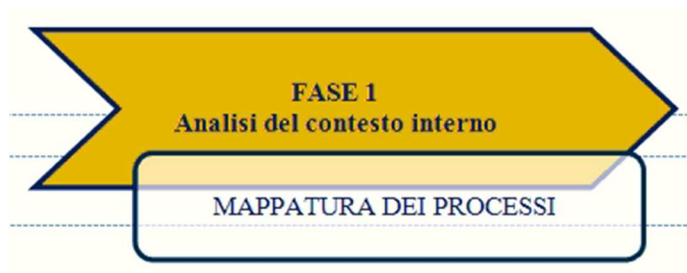 FASE 1
Analisi del contesto interno
MAPPATURA DEI PROCESSI